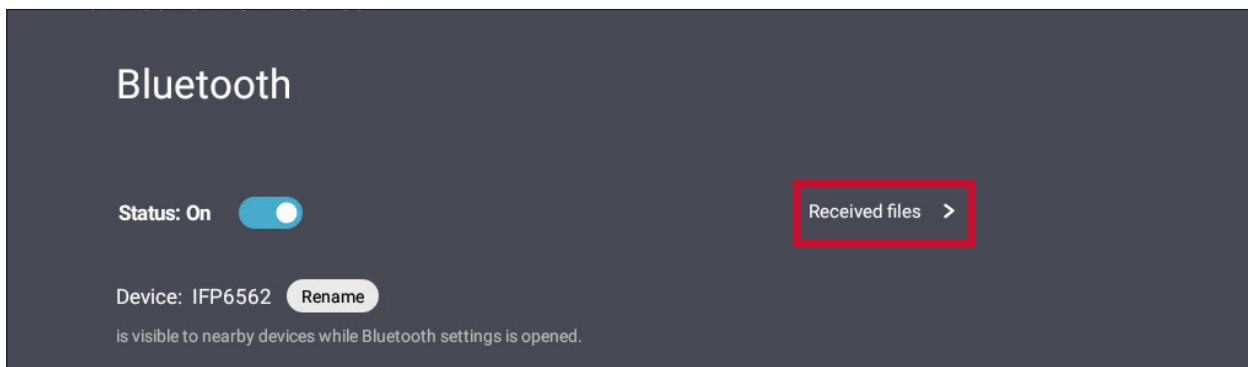 Bluetooth
Status: On
Received files
Device: IFP6562 Rename
is visible to nearby devices while Bluetooth settings is opened.